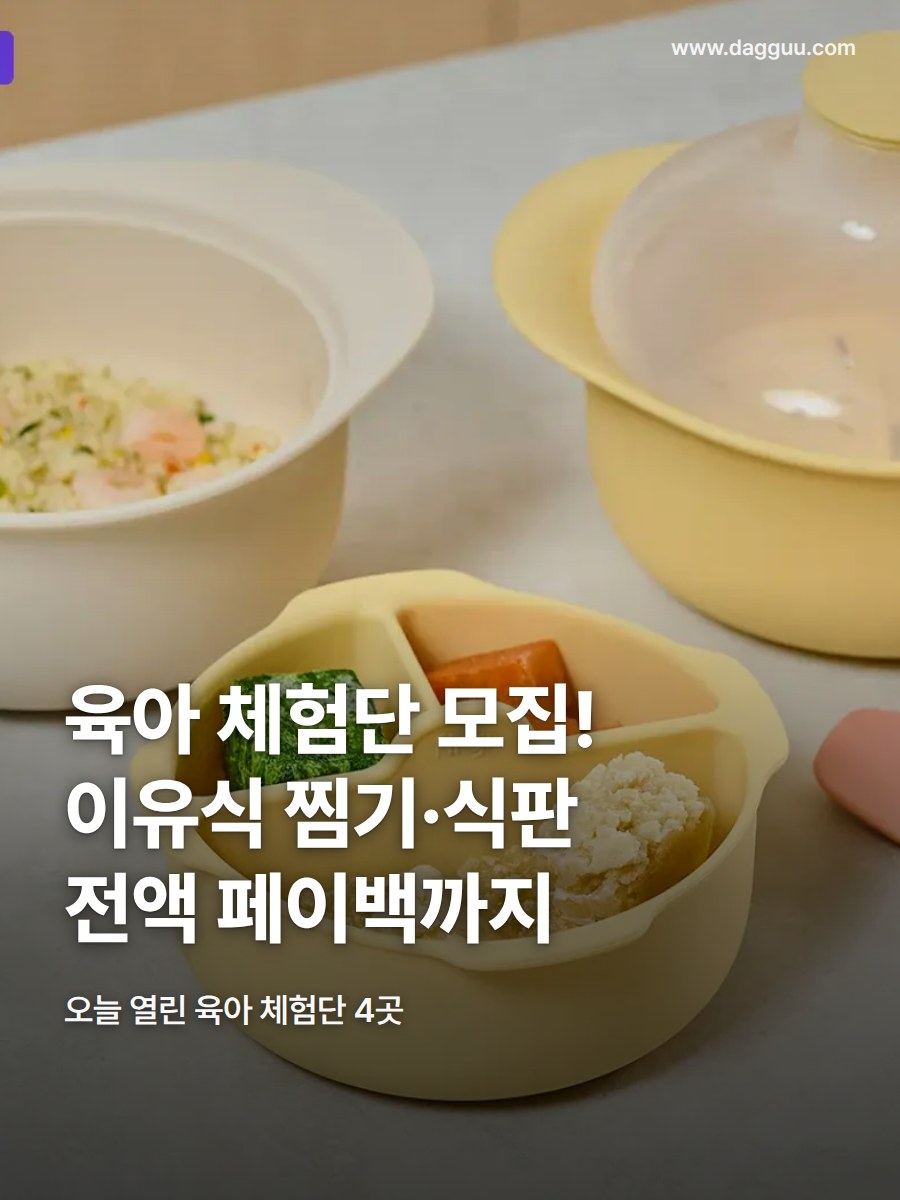 www.dagguu.com
육아 체험단 모집!
이유식 찜기·식판
전액 페이백까지
오늘 열린 육아 체험단 4곳